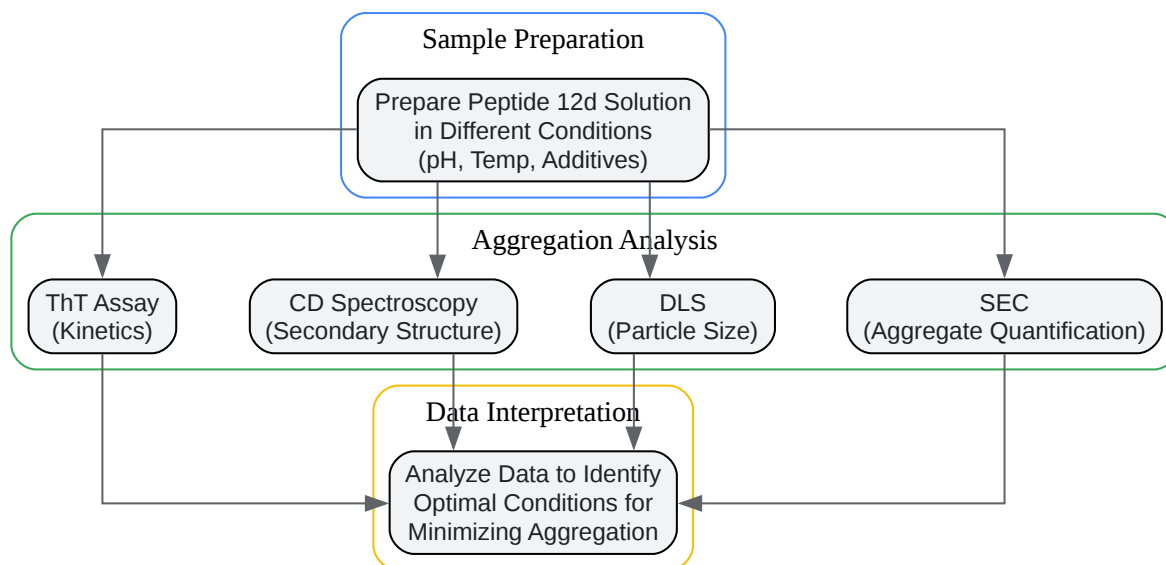 Sample Preparation
Prepare Peptide 12d Solution
in Different Conditions
(pH, Temp, Additives)
Aggregation Analysis
ThT Assay
(Kinetics)
CD Spectroscopy
(Secondary Structure)
DLS
(Particle Size)
SEC
(Aggregate Quantification)
Data Interpretation
Analyze Data to Identify
Optimal Conditions for
Minimizing Aggregation